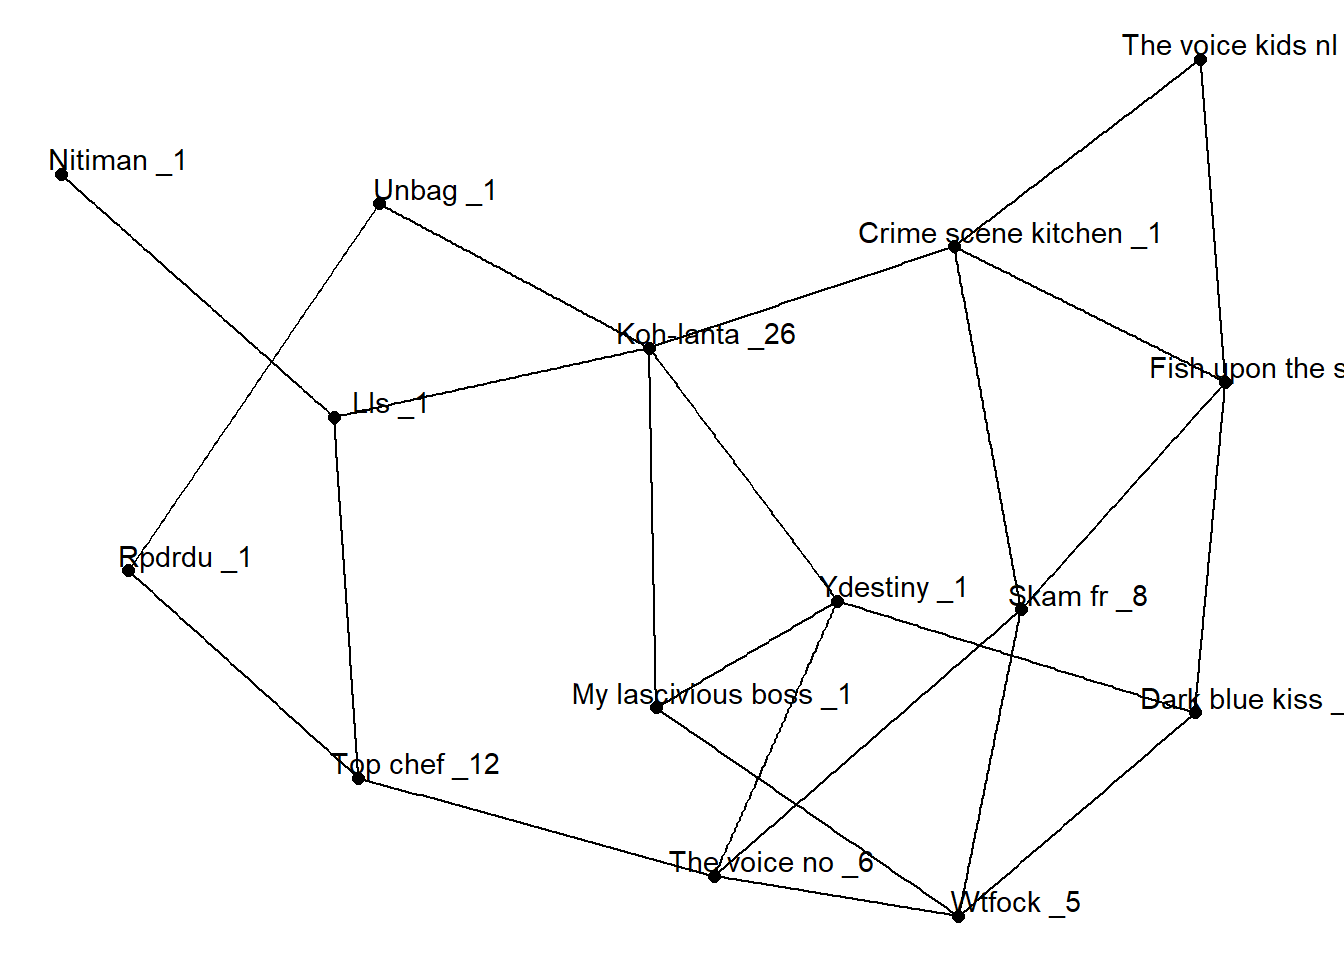 The voice kids nl
Nitiman _1
Unbag _1
Crime scene kitchen _1
Koh-lanta _26
Fish upon the s
Lls _1
Rpdrdu _1
Ydestiny _1
Skam fr _8
My lascivious boss _1
Dark blue kiss _
Top chef _12
The voice no _6
Wtfock _5